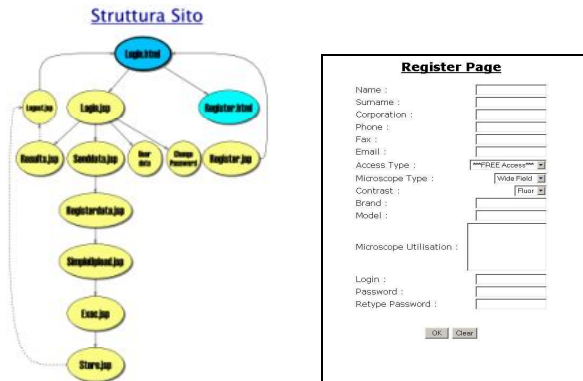 Struttura Sito
Login.html
Logout.jsp
Login.jsp
Register.html
Results.jsp
Senddata.jsp
User data
Change Password
Register.jsp
Registerdata.jsp
SimpleUpload.jsp
Exec.jsp
Store.jsp
Register Page
Name :
Surname :
Corporation :
Phone :
Fax :
Email :
Access Type : ***FREE Access***
Microscope Type : Wide Field
Contrast : Fluor
Brand :
Model :
Microscope Utilisation :
Login :
Password :
Retype Password :
OK Clear